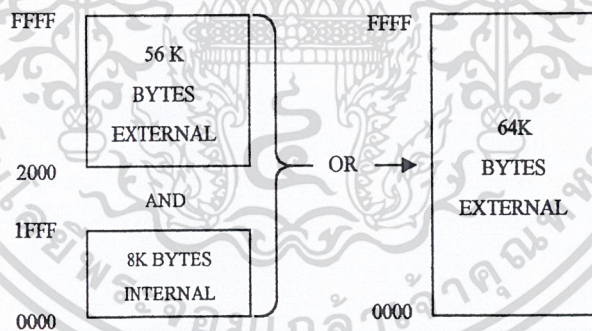 FFFF
56 K
BYTES
EXTERNAL
2000
AND
1FFF
8K BYTES
INTERNAL
0000
OR
FFFF
64K
BYTES
EXTERNAL
0000